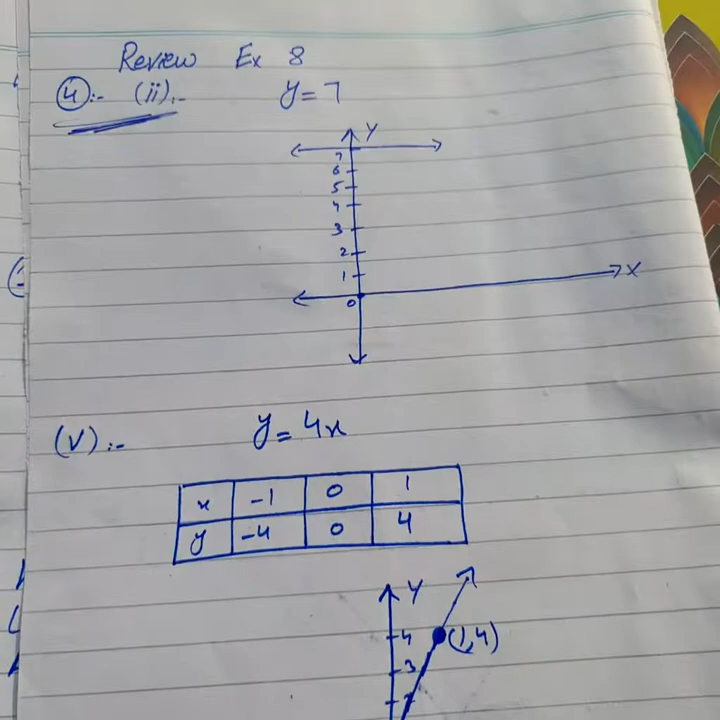 Review Ex 8
4:- (ii).- y = 7
Y
7
6
5
4
3
2
1
X
0
(V):- y = 4x
x -1 0 1
y -4 0 4
Y
4 (1,4)
3
2